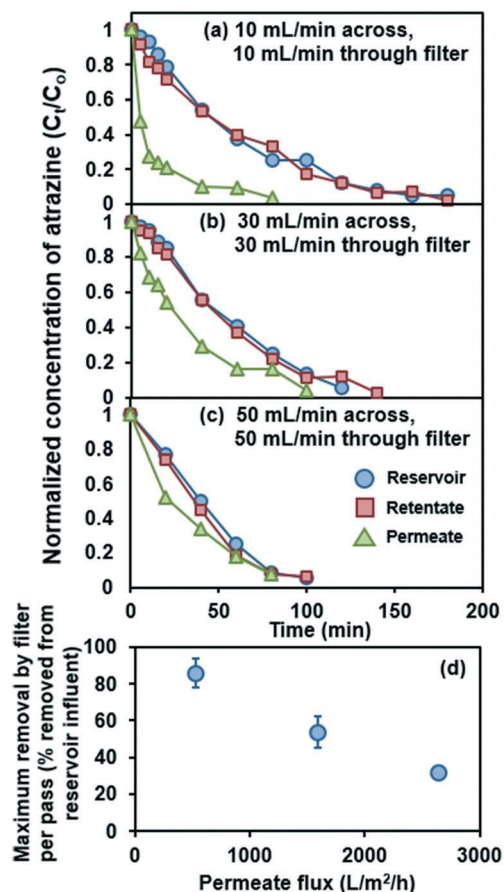 Normalized concentration of atrazine (Cₜ/Cₒ)
(a) 10 mL/min across,
10 mL/min through filter
1
0.8
0.6
0.4
0.2
0
(b) 30 mL/min across,
30 mL/min through filter
1
0.8
0.6
0.4
0.2
0
(c) 50 mL/min across,
50 mL/min through filter
1
0.8
0.6
0.4
0.2
0
Reservoir
Retentate
Permeate
0 50 100 150 200
Time (min)
Maximum removal by filter
per pass (% removed from
reservoir influent)
(d)
100
80
60
40
20
0
0 1000 2000 3000
Permeate flux (L/m²/h)